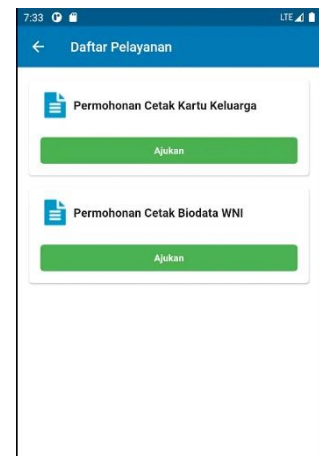 7:33 LTE
Daftar Pelayanan
Permohonan Cetak Kartu Keluarga
Ajukan
Permohonan Cetak Biodata WNI
Ajukan